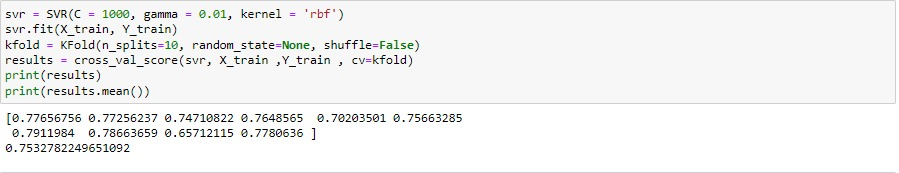 svr = SVR(C = 1000, gamma = 0.01, kernel = 'rbf')
svr.fit(X_train, Y_train)
kfold = KFold(n_splits=10, random_state=None, shuffle=False)
results = cross_val_score(svr, X_train ,Y_train , cv=kfold)
print(results)
print(results.mean())
[0.77656756 0.77256237 0.74710822 0.7648565  0.70203501 0.75663285
 0.7911984  0.78663659 0.65712115 0.7780636 ]
0.7532782249651092